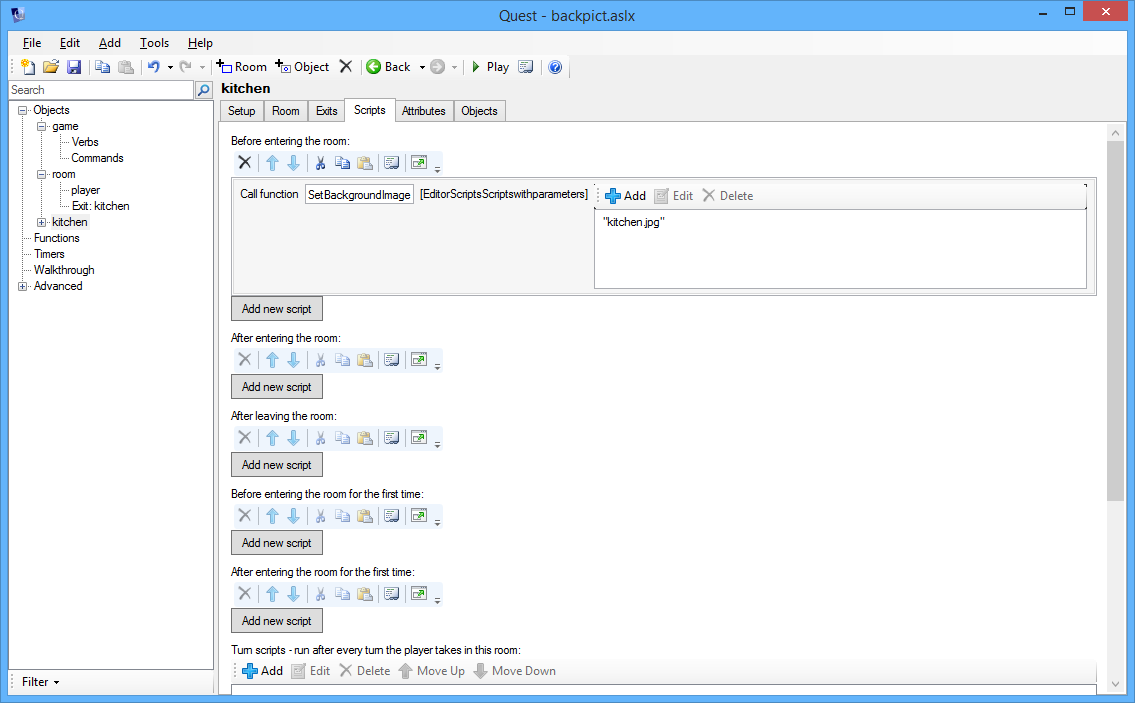 Quest - backpict.aslx
File Edit Add Tools Help
Room Object Back Play
Search
Objects
game
Verbs
Commands
room
player
Exit: kitchen
kitchen
Functions
Timers
Walkthrough
Advanced
Filter
kitchen
Setup Room Exits Scripts Attributes Objects
Before entering the room:
Call function SetBackgroundImage [EditorScriptsScriptswithparameters] Add Edit Delete
"kitchen.jpg"
Add new script
After entering the room:
Add new script
After leaving the room:
Add new script
Before entering the room for the first time:
Add new script
After entering the room for the first time:
Add new script
Turn scripts - run after every turn the player takes in this room:
Add Edit Delete Move Up Move Down